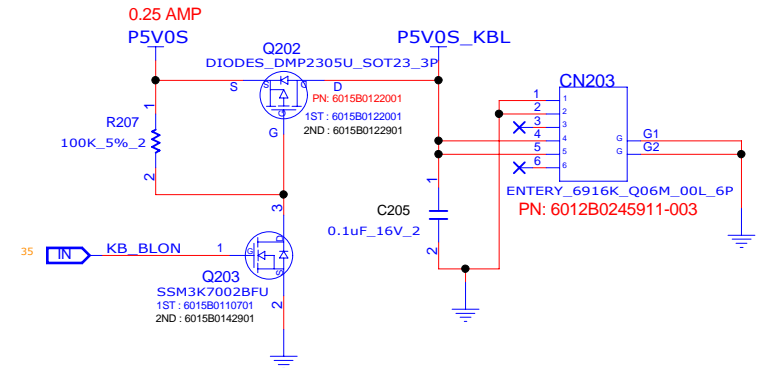 0.25 AMP
P5V0S
Q202
P5V0S_KBL
DIODES_DMP2305U_SOT23_3P
S
D
S
D
G
PN: 6015B0122001
1ST : 6015B0122001
2ND : 6015B0122901
G
CN203
1
2
3
4
5
6
1
2
3
4
5
6
G
G
G1
G2
ENTERY_6916K_Q06M_00L_6P
PN: 6012B0245911-003
1
R207
100K_5%_2
2
1
C205
0.1uF_16V_2
2
3
35
IN
KB_BLON
1
G
D
S
Q203
2
SSM3K7002BFU
1ST : 6015B0110701
2ND : 6015B0142901